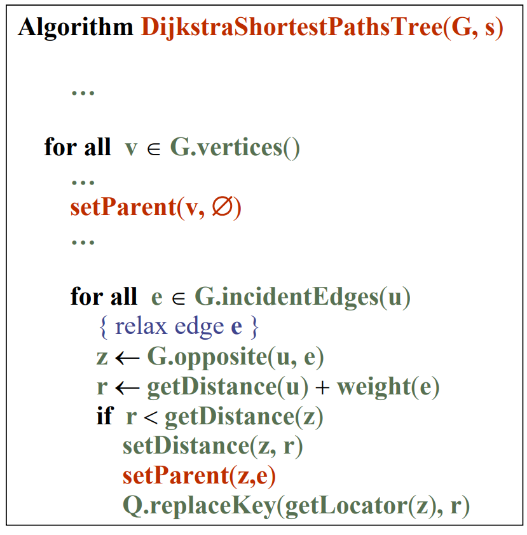 Algorithm DijkstraShortestPathsTree(G, s)
...
for all v ∈ G.vertices()
...
setParent(v, ∅)
...
for all e ∈ G.incidentEdges(u)
{ relax edge e }
z ← G.opposite(u, e)
r ← getDistance(u) + weight(e)
if r < getDistance(z)
setDistance(z, r)
setParent(z,e)
Q.replaceKey(getLocator(z), r)